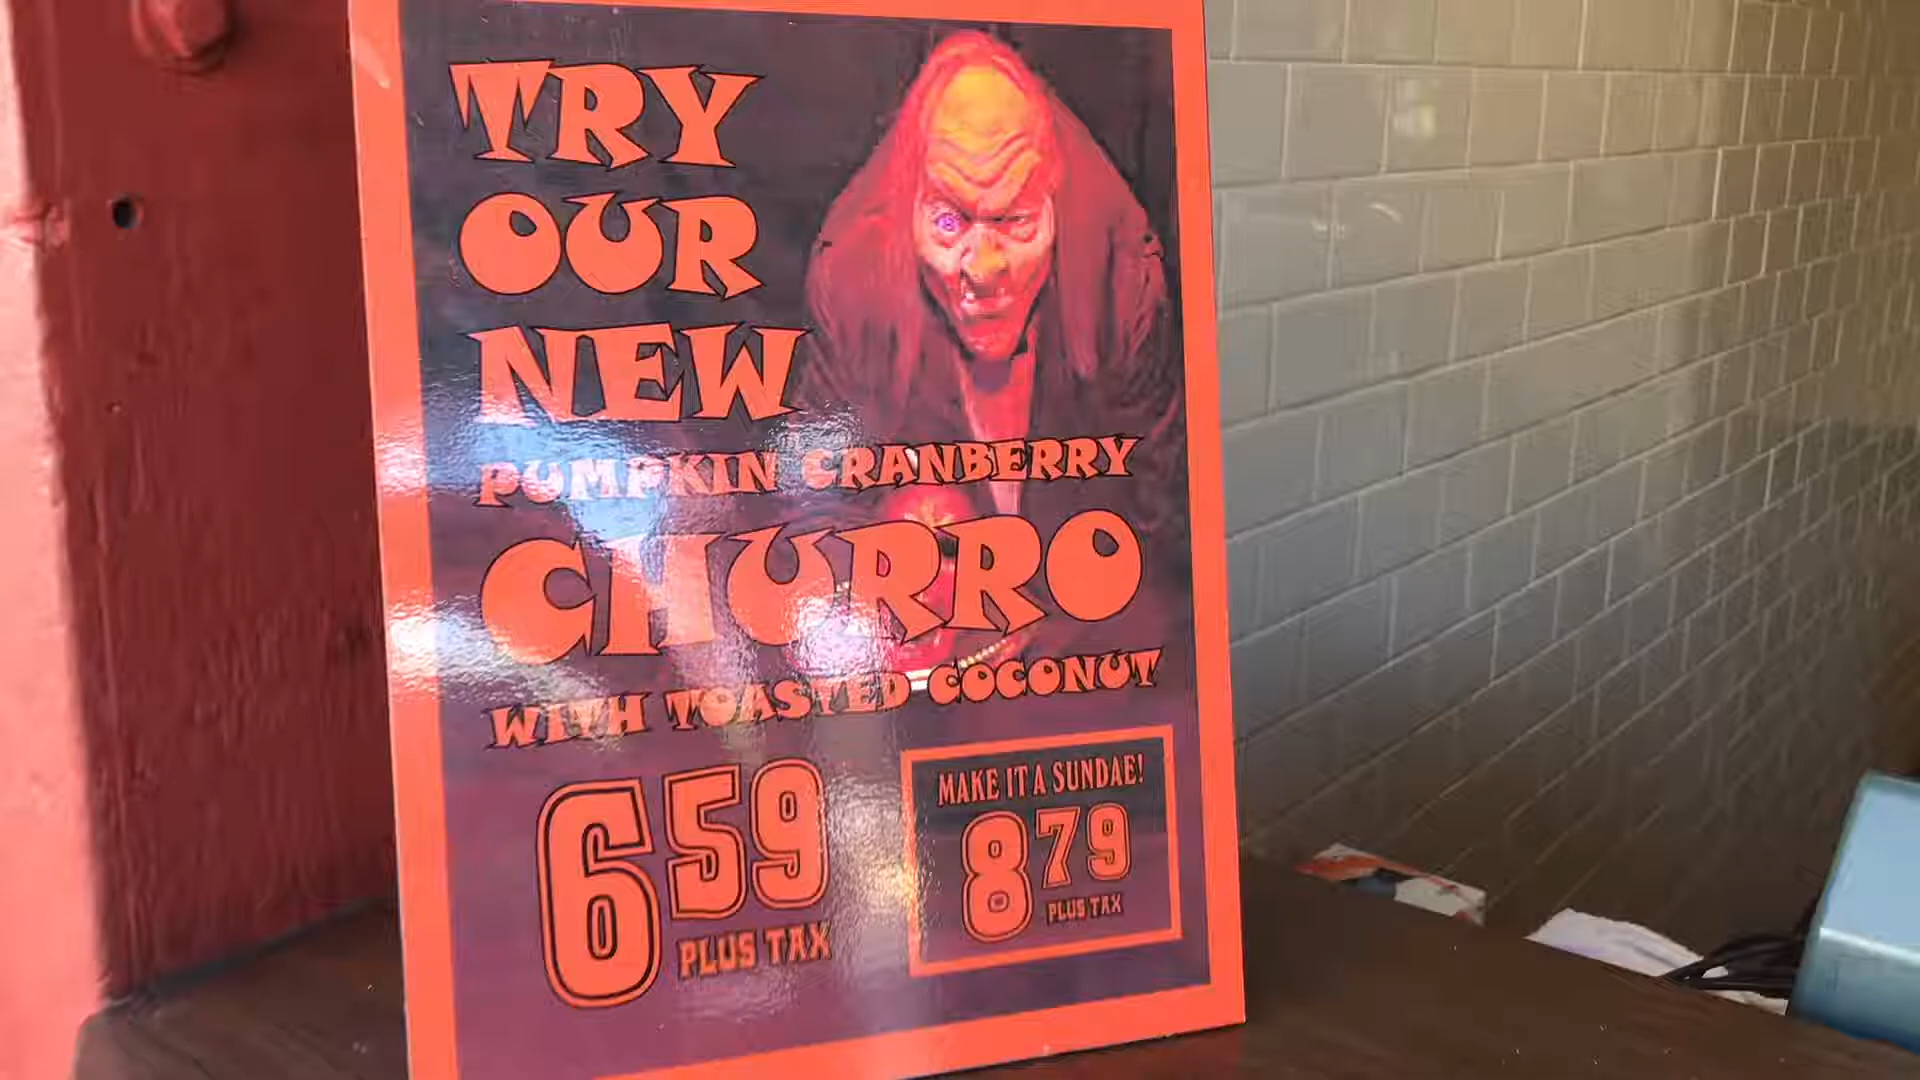 TRY
OUR
NEW
PUMPKIN CRANBERRY
CHURRO
WITH TOASTED COCONUT
659
PLUS TAX
MAKE IT A SUNDAE!
879
PLUS TAX